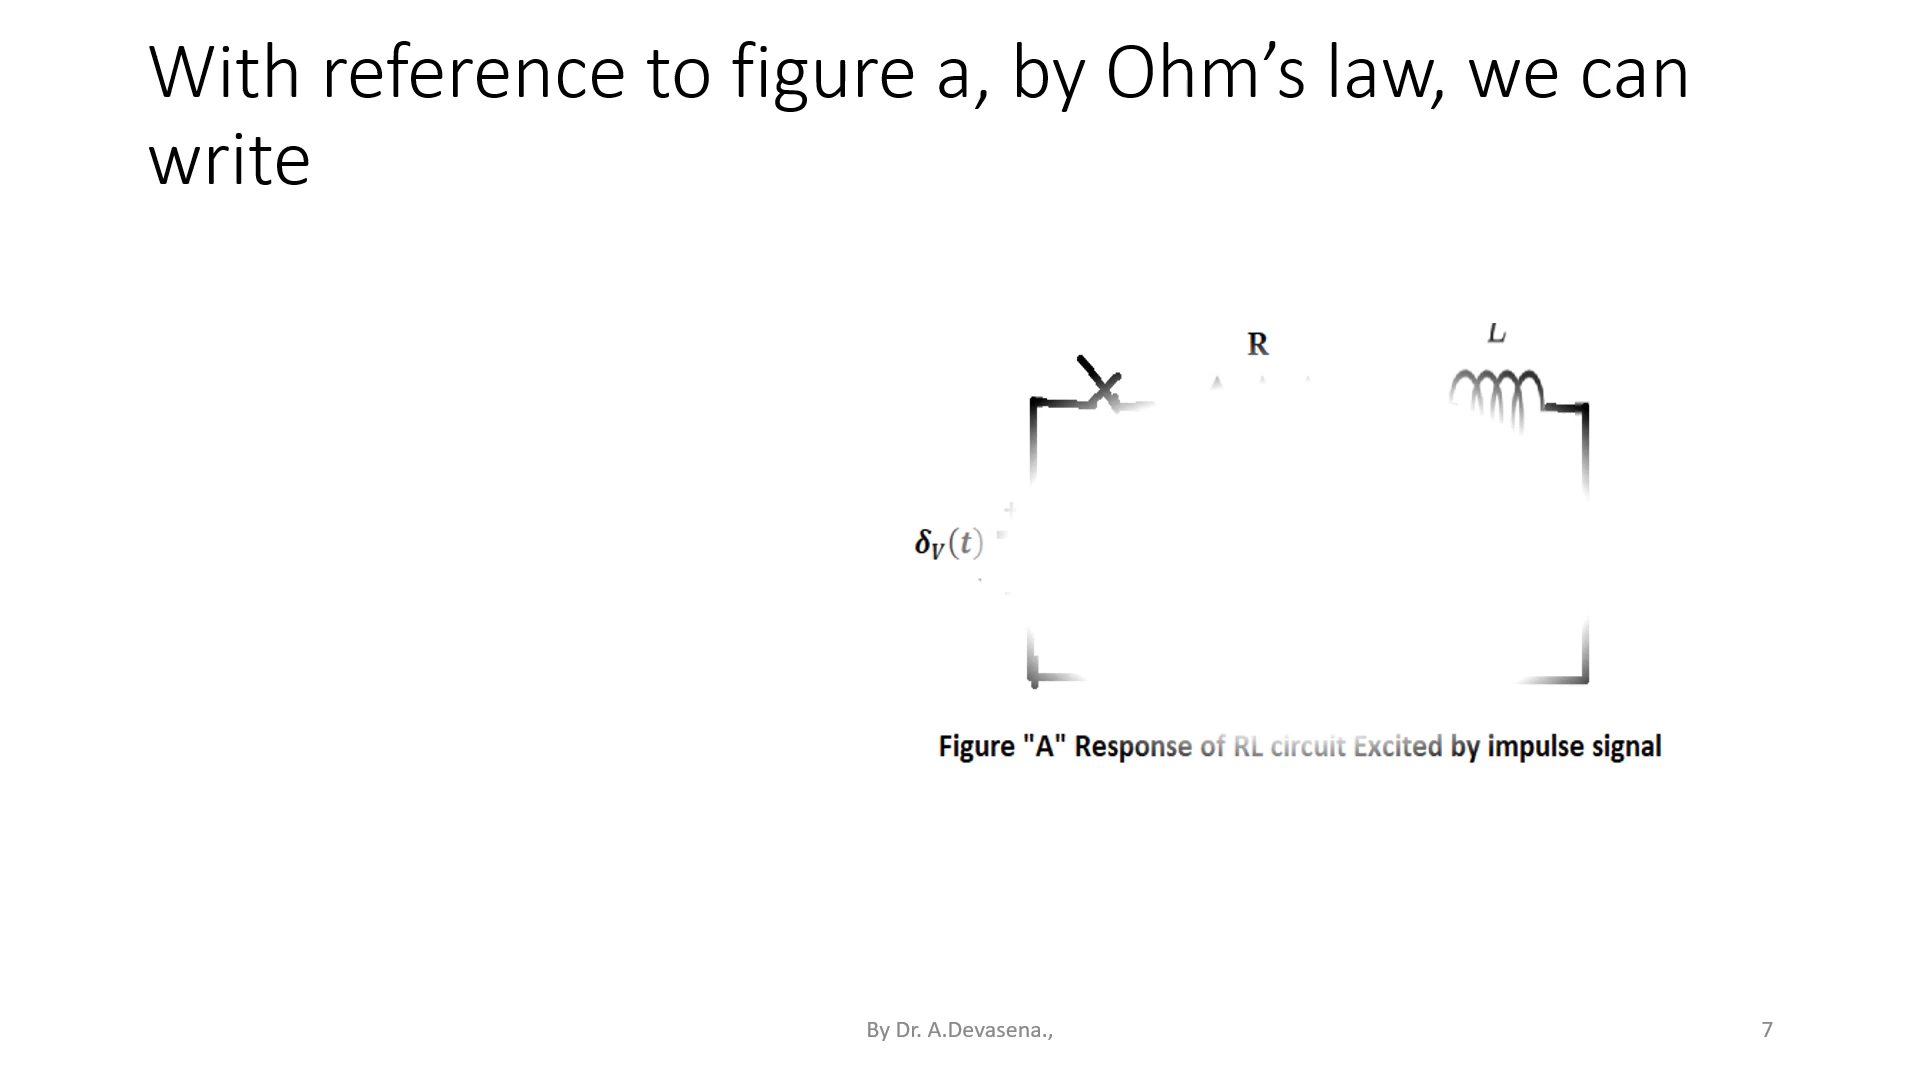 With reference to figure a, by Ohm’s law, we can
write
R
L
+
δV(t)
Figure "A" Response of RL circuit Excited by impulse signal
By Dr. A.Devasena.,
7